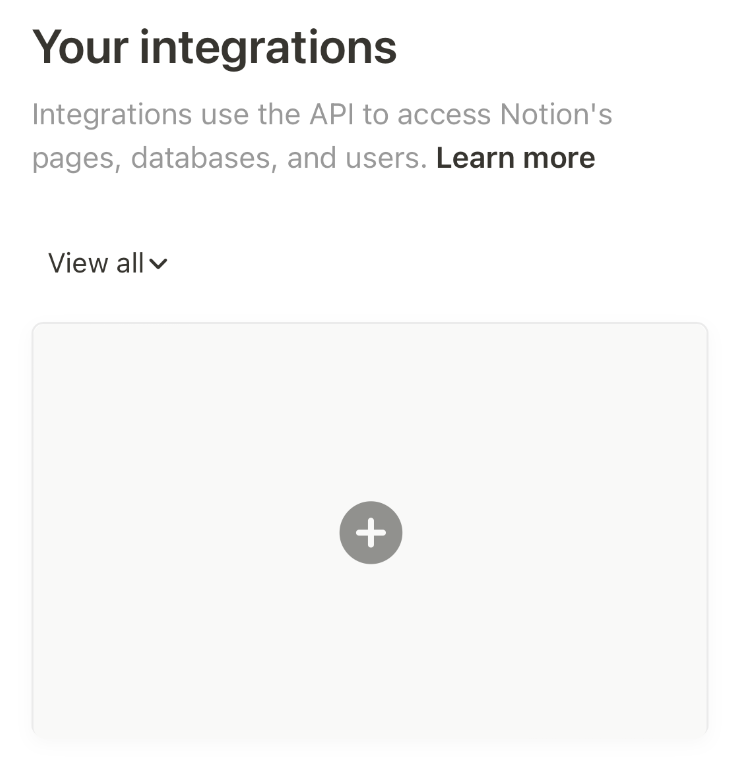 Your integrations
Integrations use the API to access Notion's
pages, databases, and users. Learn more
View all